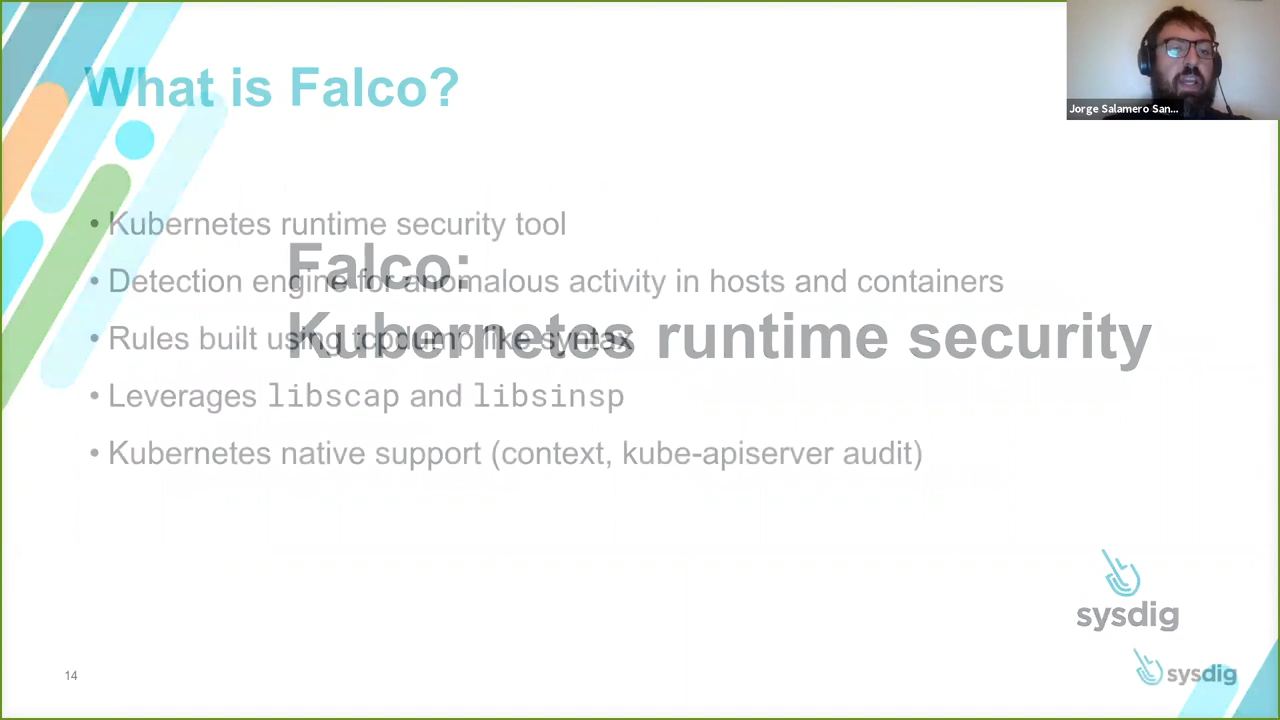 What is Falco?
Jorge Salamero San...
• Kubernetes runtime security tool
Falco:
• Detection engine for anomalous activity in hosts and containers
• Rules built using tcpdump like syntax
Kubernetes runtime security
• Leverages libscap and libsinsp
• Kubernetes native support (context, kube-apiserver audit)
sysdig
14
sysdig